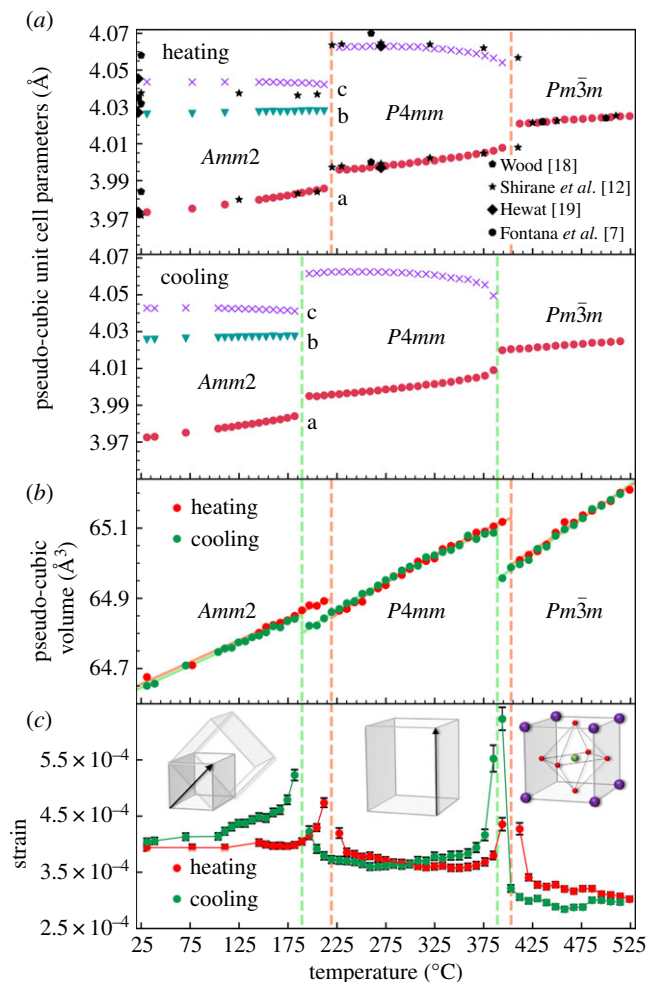 (a)
4.07
4.05
4.03
4.01
3.99
3.97
heating
c
b
a
Amm2
P4mm
Pm3̄m
Wood [18]
Shirane et al. [12]
Hewat [19]
Fontana et al. [7]
pseudo-cubic unit cell parameters (Å)
4.07
4.05
4.03
4.01
3.99
3.97
cooling
c
b
a
Amm2
P4mm
Pm3̄m
(b)
pseudo-cubic
volume (Å³)
65.1
64.9
64.7
heating
cooling
Amm2
P4mm
Pm3̄m
(c)
strain
5.5 × 10⁻⁴
4.5 × 10⁻⁴
3.5 × 10⁻⁴
2.5 × 10⁻⁴
heating
cooling
25 75 125 175 225 275 325 375 425 475 525
temperature (°C)